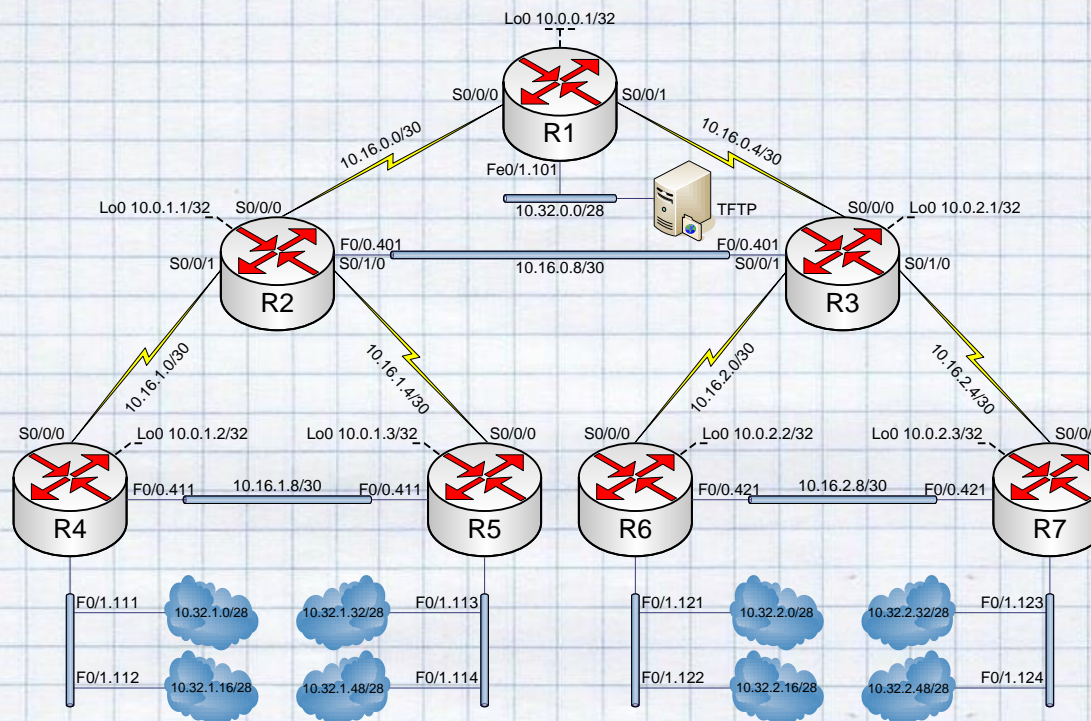 Lo0 10.0.0.1/32
S0/0/0
S0/0/1
R1
10.16.0.0/30
10.16.0.4/30
Fe0/1.101
10.32.0.0/28
TFTP
Lo0 10.0.1.1/32
S0/0/0
S0/0/0
Lo0 10.0.2.1/32
F0/0.401
F0/0.401
S0/0/1
S0/1/0
10.16.0.8/30
S0/0/1
S0/1/0
R2
R3
10.16.1.0/30
10.16.1.4/30
10.16.2.0/30
10.16.2.4/30
S0/0/0
Lo0 10.0.1.2/32
Lo0 10.0.1.3/32
S0/0/0
S0/0/0
Lo0 10.0.2.2/32
Lo0 10.0.2.3/32
S0/0/
F0/0.411
10.16.1.8/30
F0/0.411
F0/0.421
10.16.2.8/30
F0/0.421
R4
R5
R6
R7
F0/1.111
10.32.1.0/28
10.32.1.32/28
F0/1.113
F0/1.121
10.32.2.0/28
10.32.2.32/28
F0/1.123
F0/1.112
10.32.1.16/28
10.32.1.48/28
F0/1.114
F0/1.122
10.32.2.16/28
10.32.2.48/28
F0/1.124